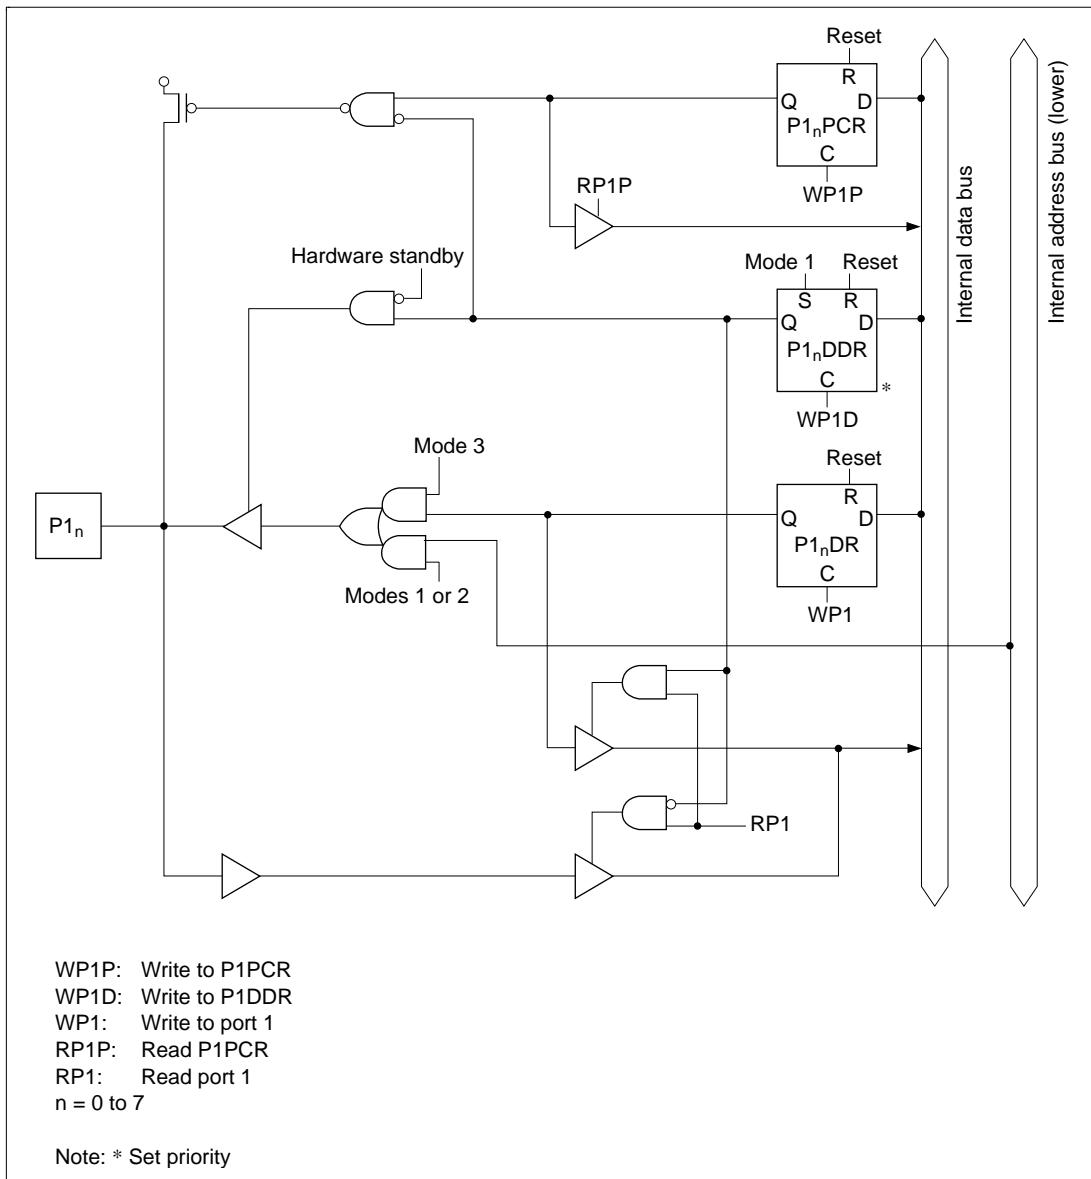 Reset
R
Q D
P1nPCR
C
WP1P
RP1P
Internal data bus
Internal address bus (lower)
Hardware standby
Mode 1 Reset
S R
Q D
P1nDDR
C
*
WP1D
Mode 3
Reset
R
Q D
P1nDR
C
WP1
P1n
Modes 1 or 2
RP1
WP1P: Write to P1PCR
WP1D: Write to P1DDR
WP1: Write to port 1
RP1P: Read P1PCR
RP1: Read port 1
n = 0 to 7
Note: * Set priority